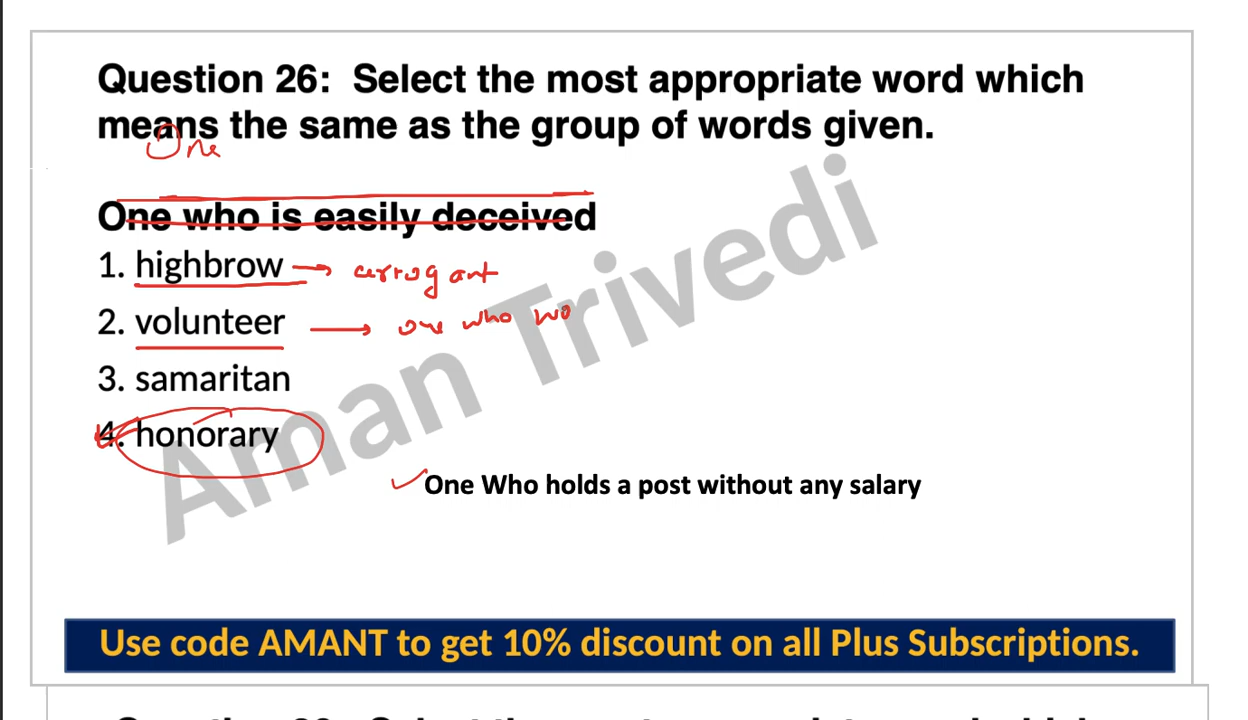 Question 26: Select the most appropriate word which
means the same as the group of words given.
One
One who is easily deceived
1. highbrow → arrogant
2. volunteer → one who wo
3. samaritan
4. honorary
One Who holds a post without any salary
Aman Trivedi
Use code AMANT to get 10% discount on all Plus Subscriptions.